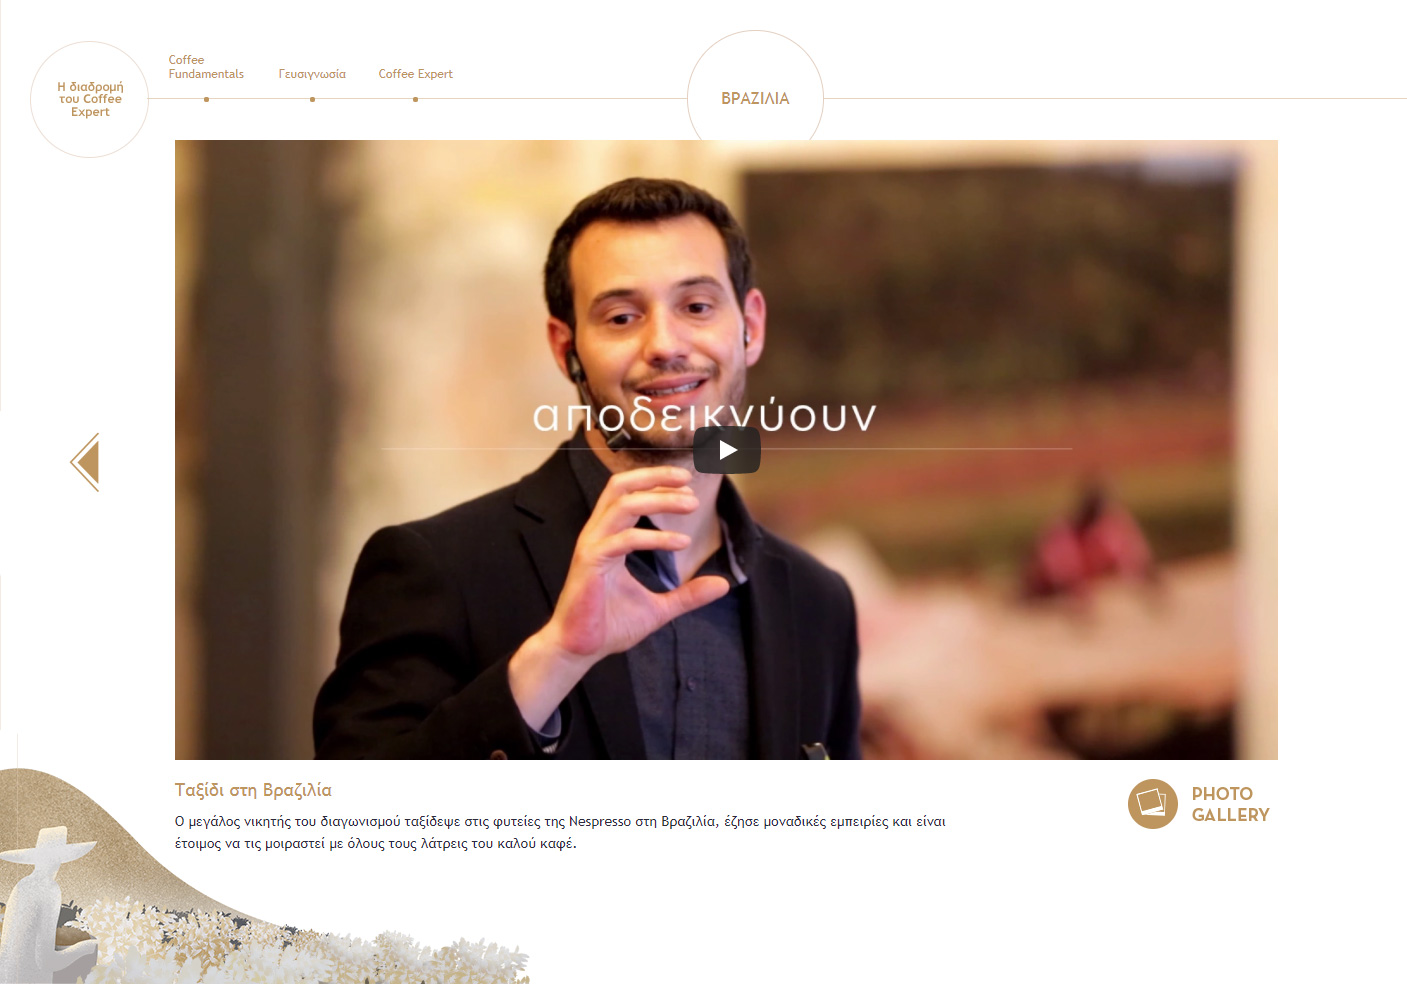 Η διαδρομή
του Coffee
Expert
Coffee
Fundamentals
Γευσιγνωσία
Coffee Expert
ΒΡΑΖΙΛΙΑ
αποδεικνύουν
Ταξίδι στη Βραζιλία
Ο μεγάλος νικητής του διαγωνισμού ταξίδεψε στις φυτείες της Nespresso στη Βραζιλία, έζησε μοναδικές εμπειρίες και είναι
έτοιμος να τις μοιραστεί με όλους τους λάτρεις του καλού καφέ.
PHOTO
GALLERY